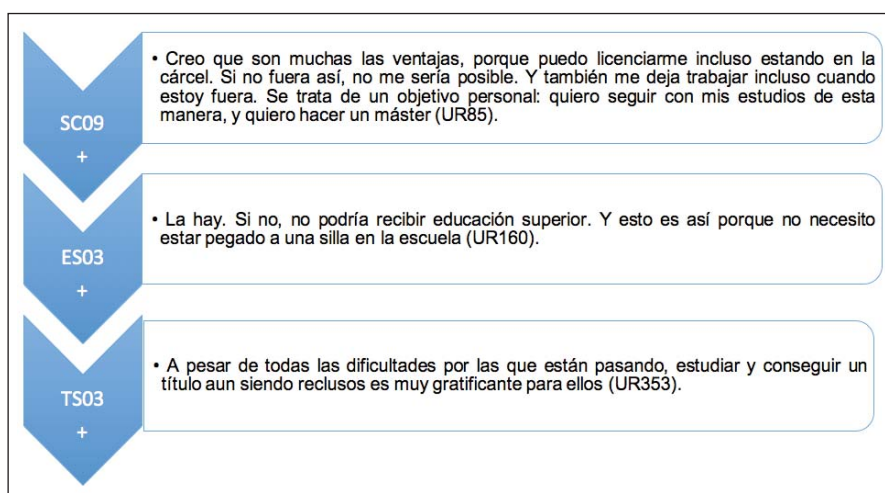 • Creo que son muchas las ventajas, porque puedo licenciarme incluso estando en la
cárcel. Si no fuera así, no me sería posible. Y también me deja trabajar incluso cuando
estoy fuera. Se trata de un objetivo personal: quiero seguir con mis estudios de esta
manera, y quiero hacer un máster (UR85).
SC09
+
• La hay. Si no, no podría recibir educación superior. Y esto es así porque no necesito
estar pegado a una silla en la escuela (UR160).
ES03
+
• A pesar de todas las dificultades por las que están pasando, estudiar y conseguir un
título aun siendo reclusos es muy gratificante para ellos (UR353).
TS03
+